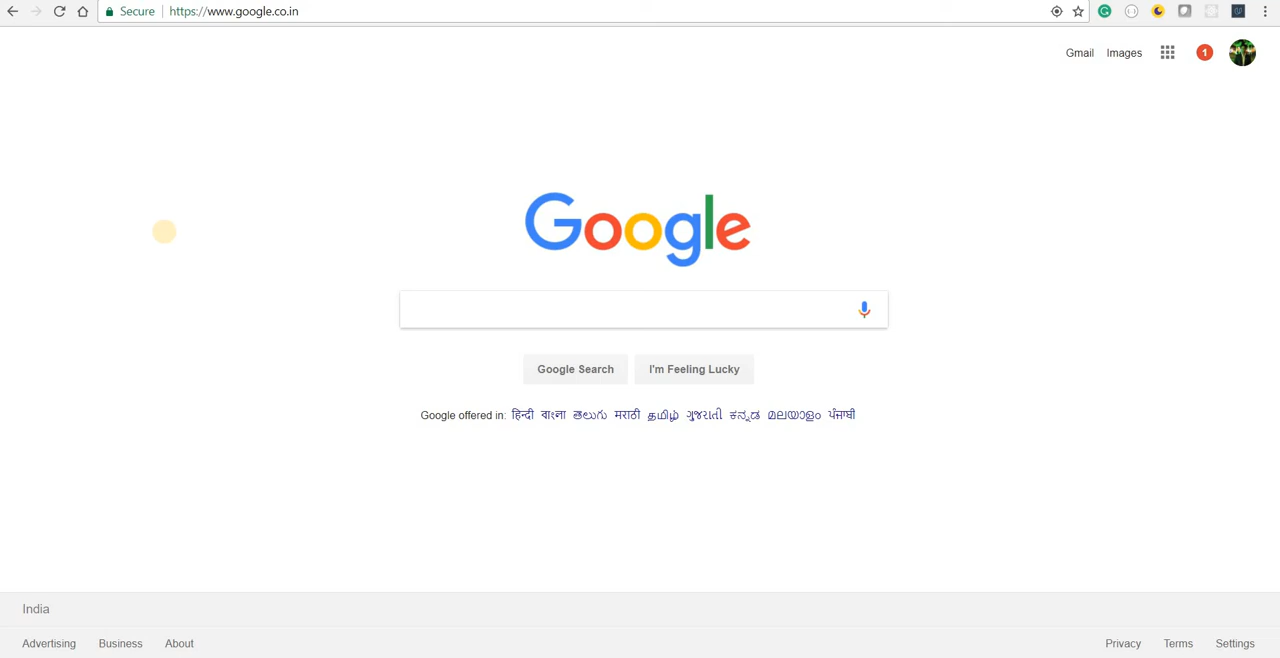 Secure https://www.google.co.in
Gmail Images 1
Google
Google Search I'm Feeling Lucky
Google offered in: हिन्दी বাংলা తెలుగు मराठी தமிழ் ગુજરાતી ಕನ್ನಡ മലയാളം ਪੰਜਾਬੀ
India
Advertising Business About Privacy Terms Settings